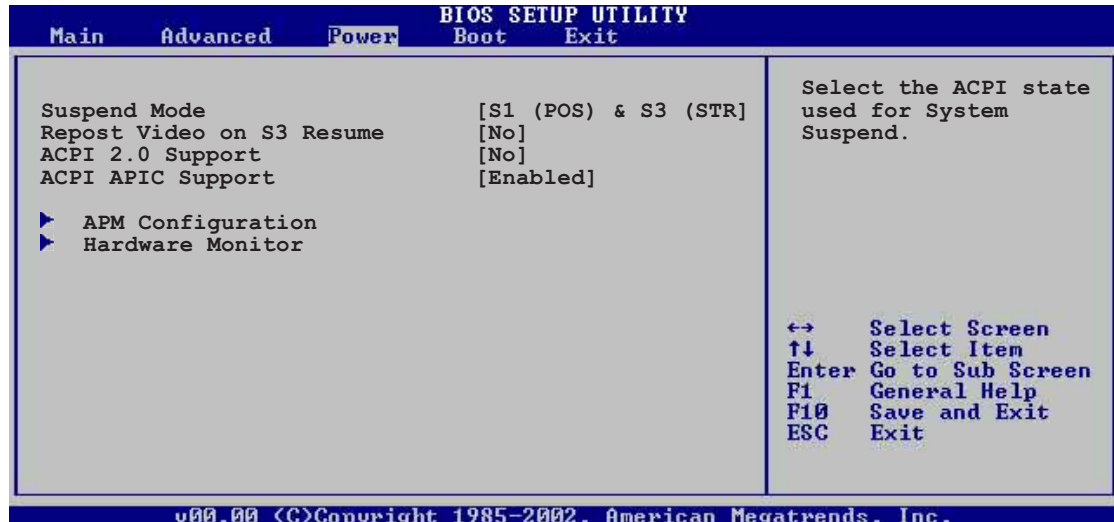 BIOS SETUP UTILITY
Main Advanced Power Boot Exit
Suspend Mode [S1 (POS) & S3 (STR)]
Repost Video on S3 Resume [No]
ACPI 2.0 Support [No]
ACPI APIC Support [Enabled]
APM Configuration
Hardware Monitor
Select the ACPI state
used for System
Suspend.
←→ Select Screen
↑↓ Select Item
Enter Go to Sub Screen
F1 General Help
F10 Save and Exit
ESC Exit
v00.00 (C)Copyright 1985-2002, American Megatrends, Inc.